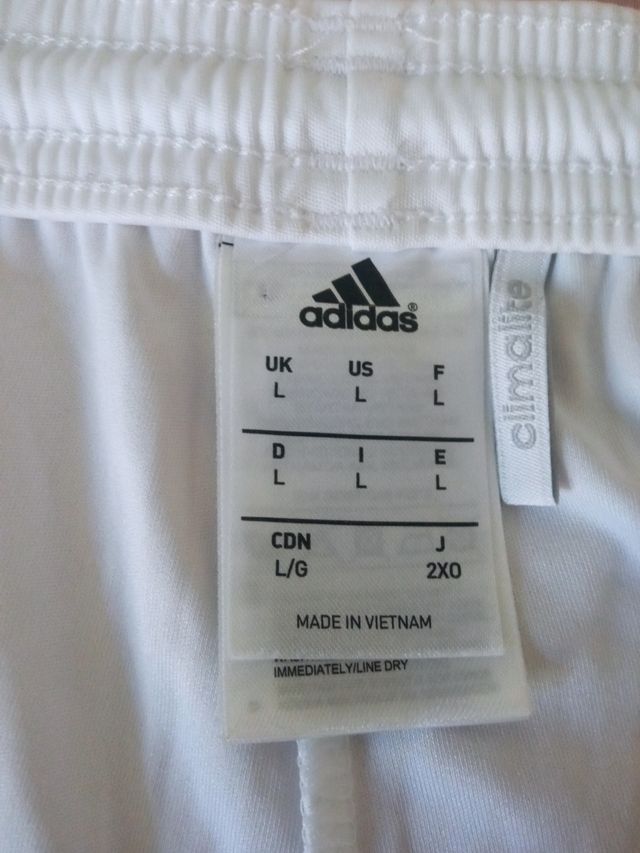 adidas®
UK US F
L L L
D I E
L L L
CDN J
L/G 2XO
MADE IN VIETNAM
IMMEDIATELY/LINE DRY
climalite